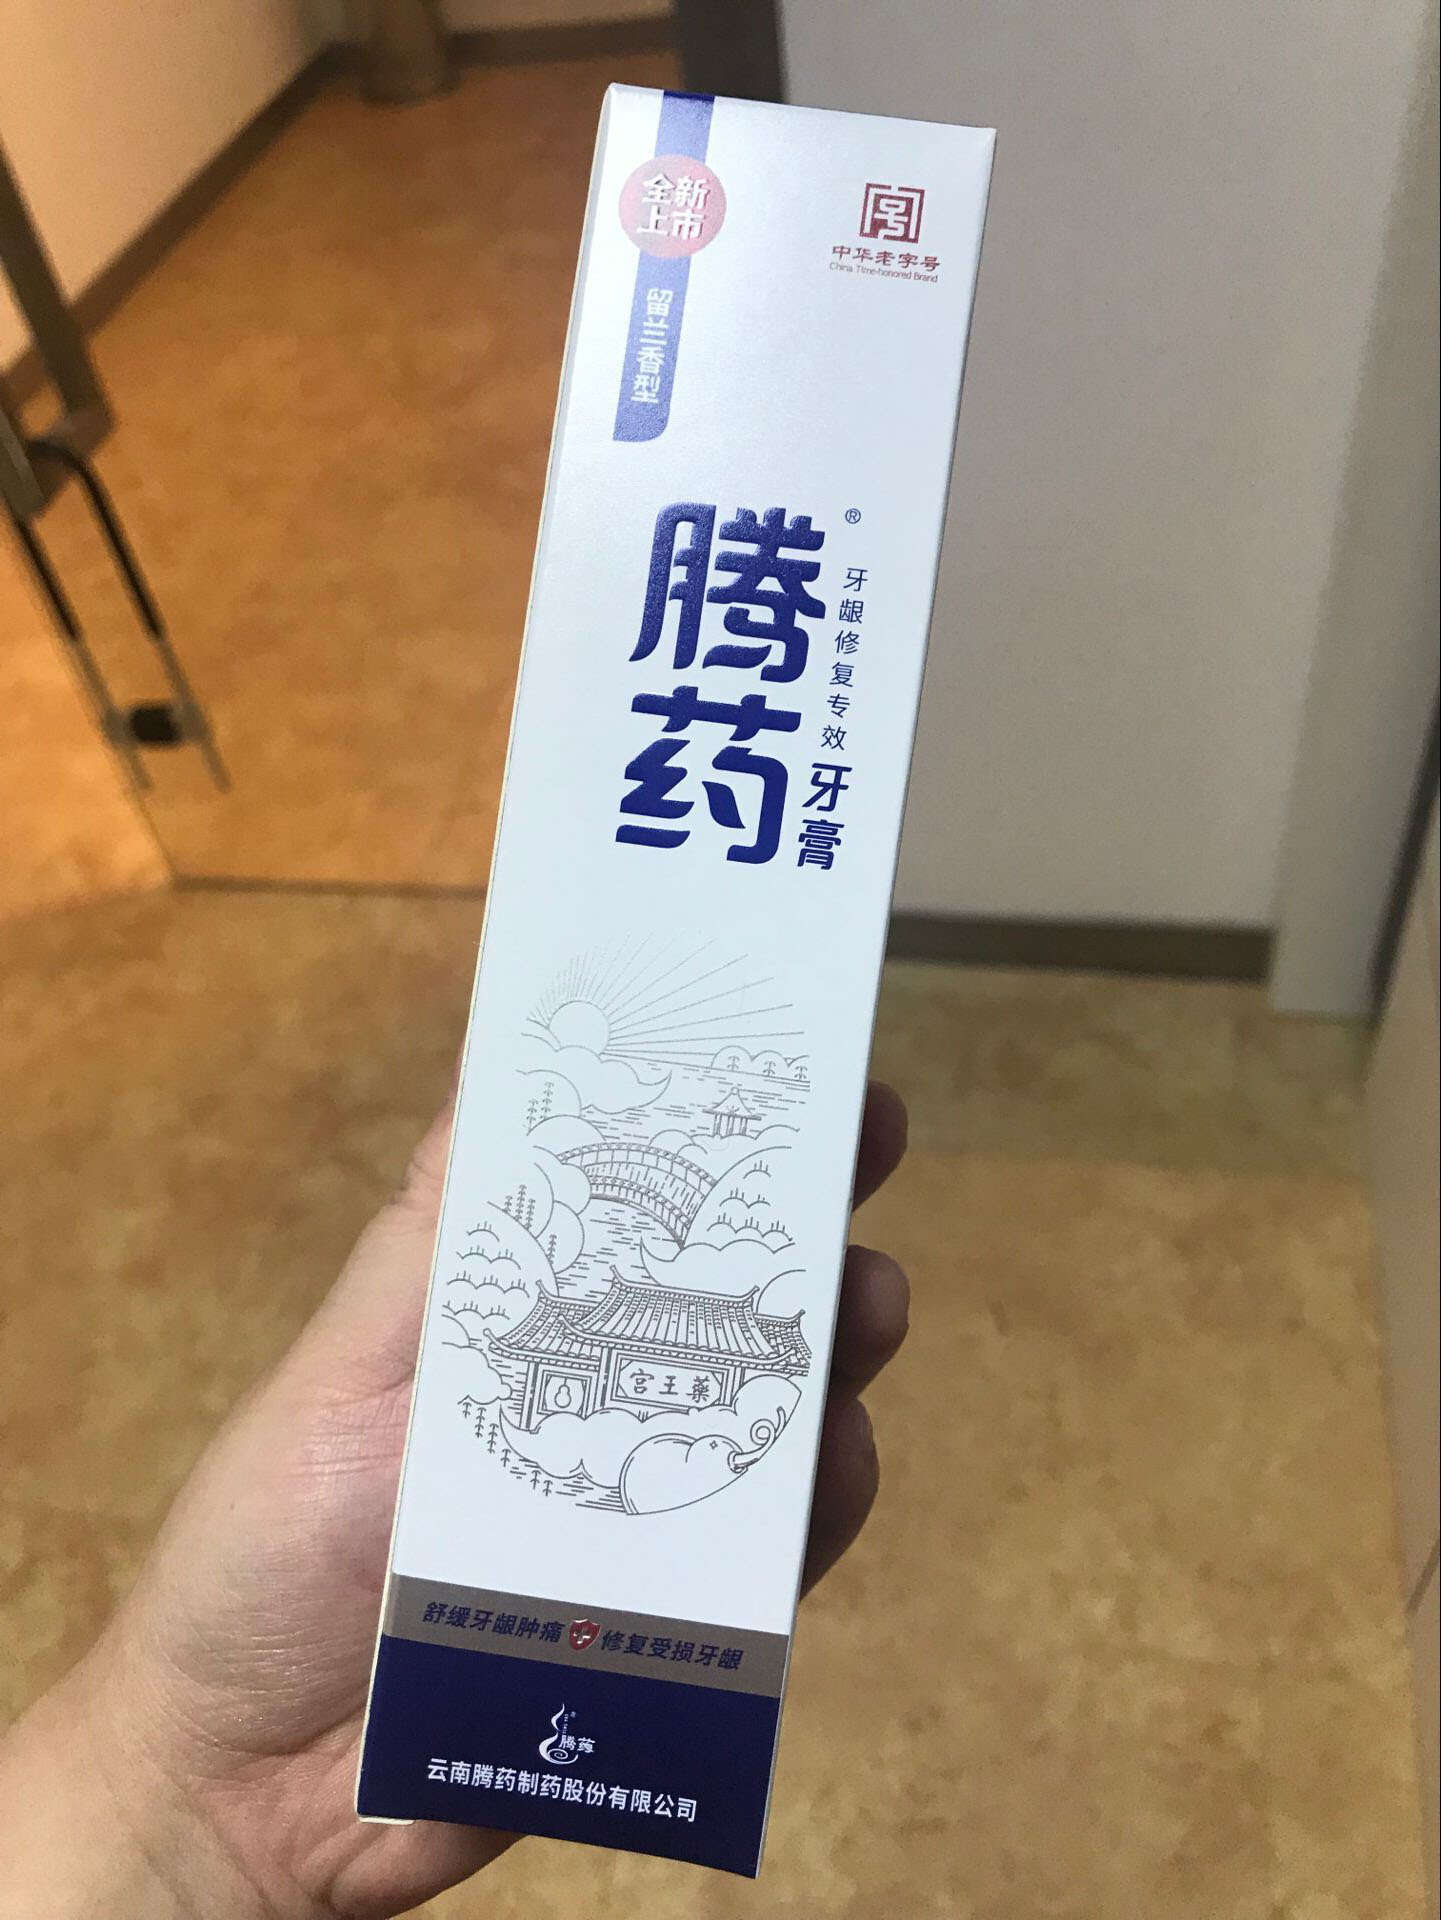 全新
上市
中华老字号
China Time-honored Brand
留兰香型
腾药
®
牙龈修复专效
牙膏
宫王藥
舒缓牙龈肿痛 修复受损牙龈
腾药
云南腾药制药股份有限公司